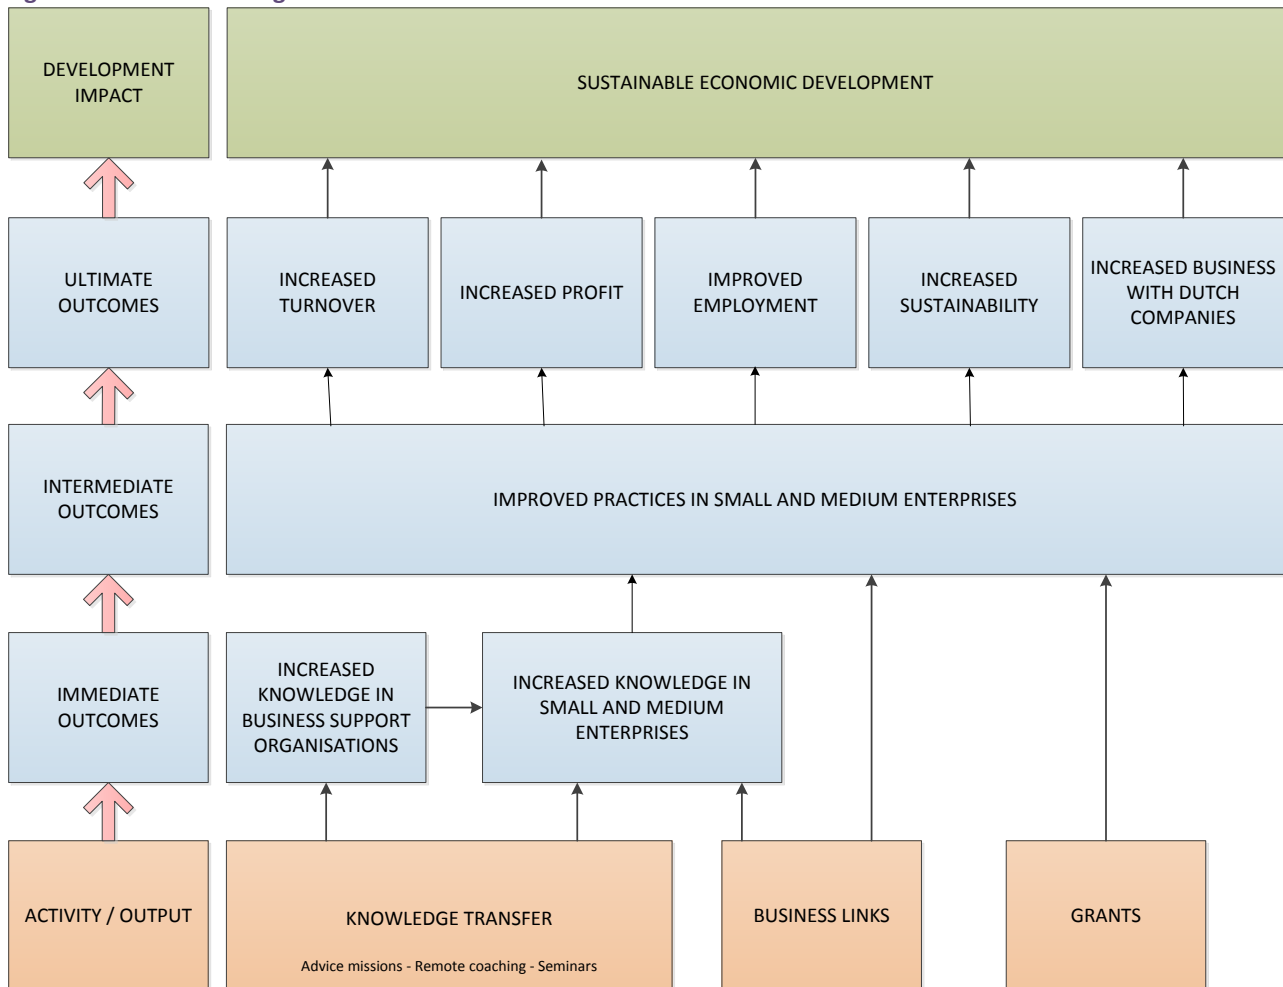 DEVELOPMENT
IMPACT
SUSTAINABLE ECONOMIC DEVELOPMENT
ULTIMATE
OUTCOMES
INCREASED
TURNOVER
INCREASED PROFIT
IMPROVED
EMPLOYMENT
INCREASED
SUSTAINABILITY
INCREASED BUSINESS
WITH DUTCH
COMPANIES
INTERMEDIATE
OUTCOMES
IMPROVED PRACTICES IN SMALL AND MEDIUM ENTERPRISES
IMMEDIATE
OUTCOMES
INCREASED
KNOWLEDGE IN
BUSINESS SUPPORT
ORGANISATIONS
INCREASED KNOWLEDGE IN
SMALL AND MEDIUM
ENTERPRISES
ACTIVITY / OUTPUT
KNOWLEDGE TRANSFER
Advice missions - Remote coaching - Seminars
BUSINESS LINKS
GRANTS